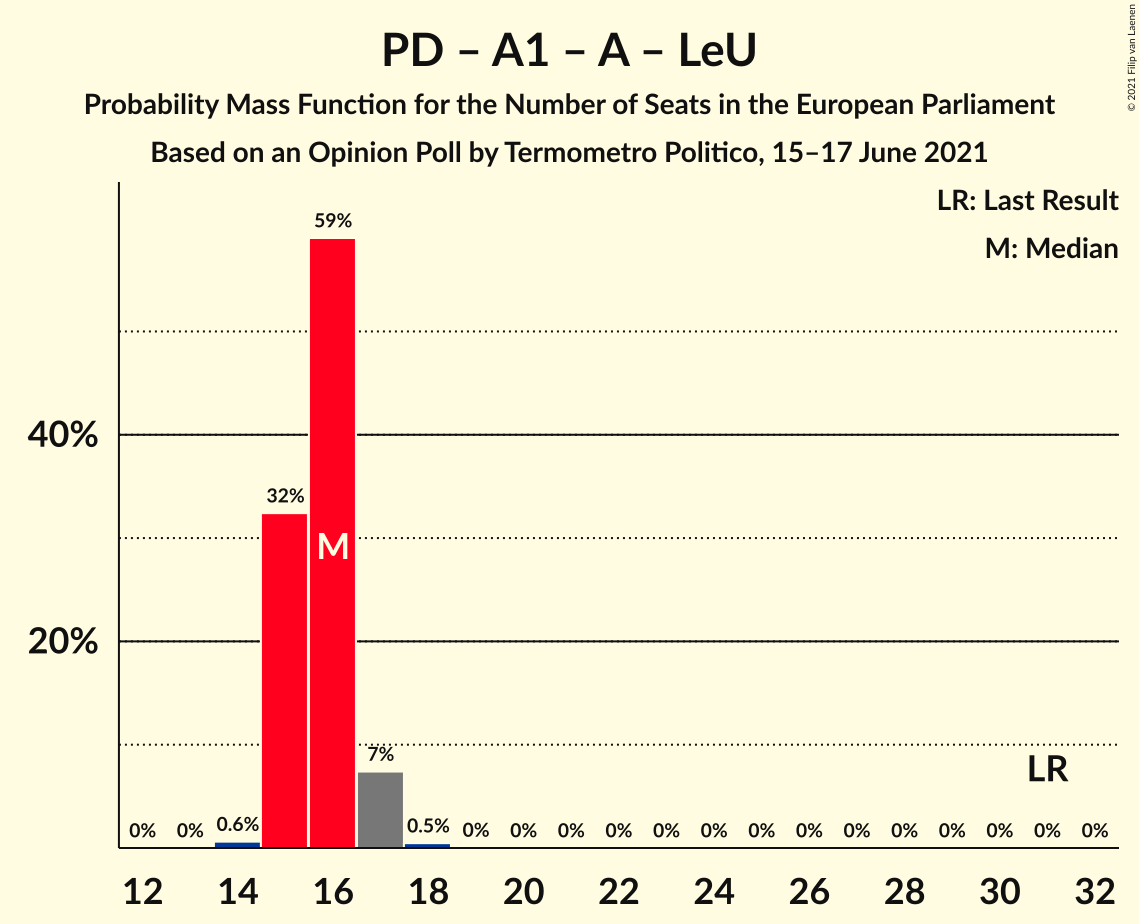 PD – A1 – A – LeU
Probability Mass Function for the Number of Seats in the European Parliament
Based on an Opinion Poll by Termometro Politico, 15–17 June 2021
© 2021 Filip van Laenen
LR: Last Result
M: Median
59%
40%
32%
M
20%
7%
LR
0% 0% 0.6% 0.5% 0% 0% 0% 0% 0% 0% 0% 0% 0% 0% 0% 0% 0% 0%
12 14 16 18 20 22 24 26 28 30 32